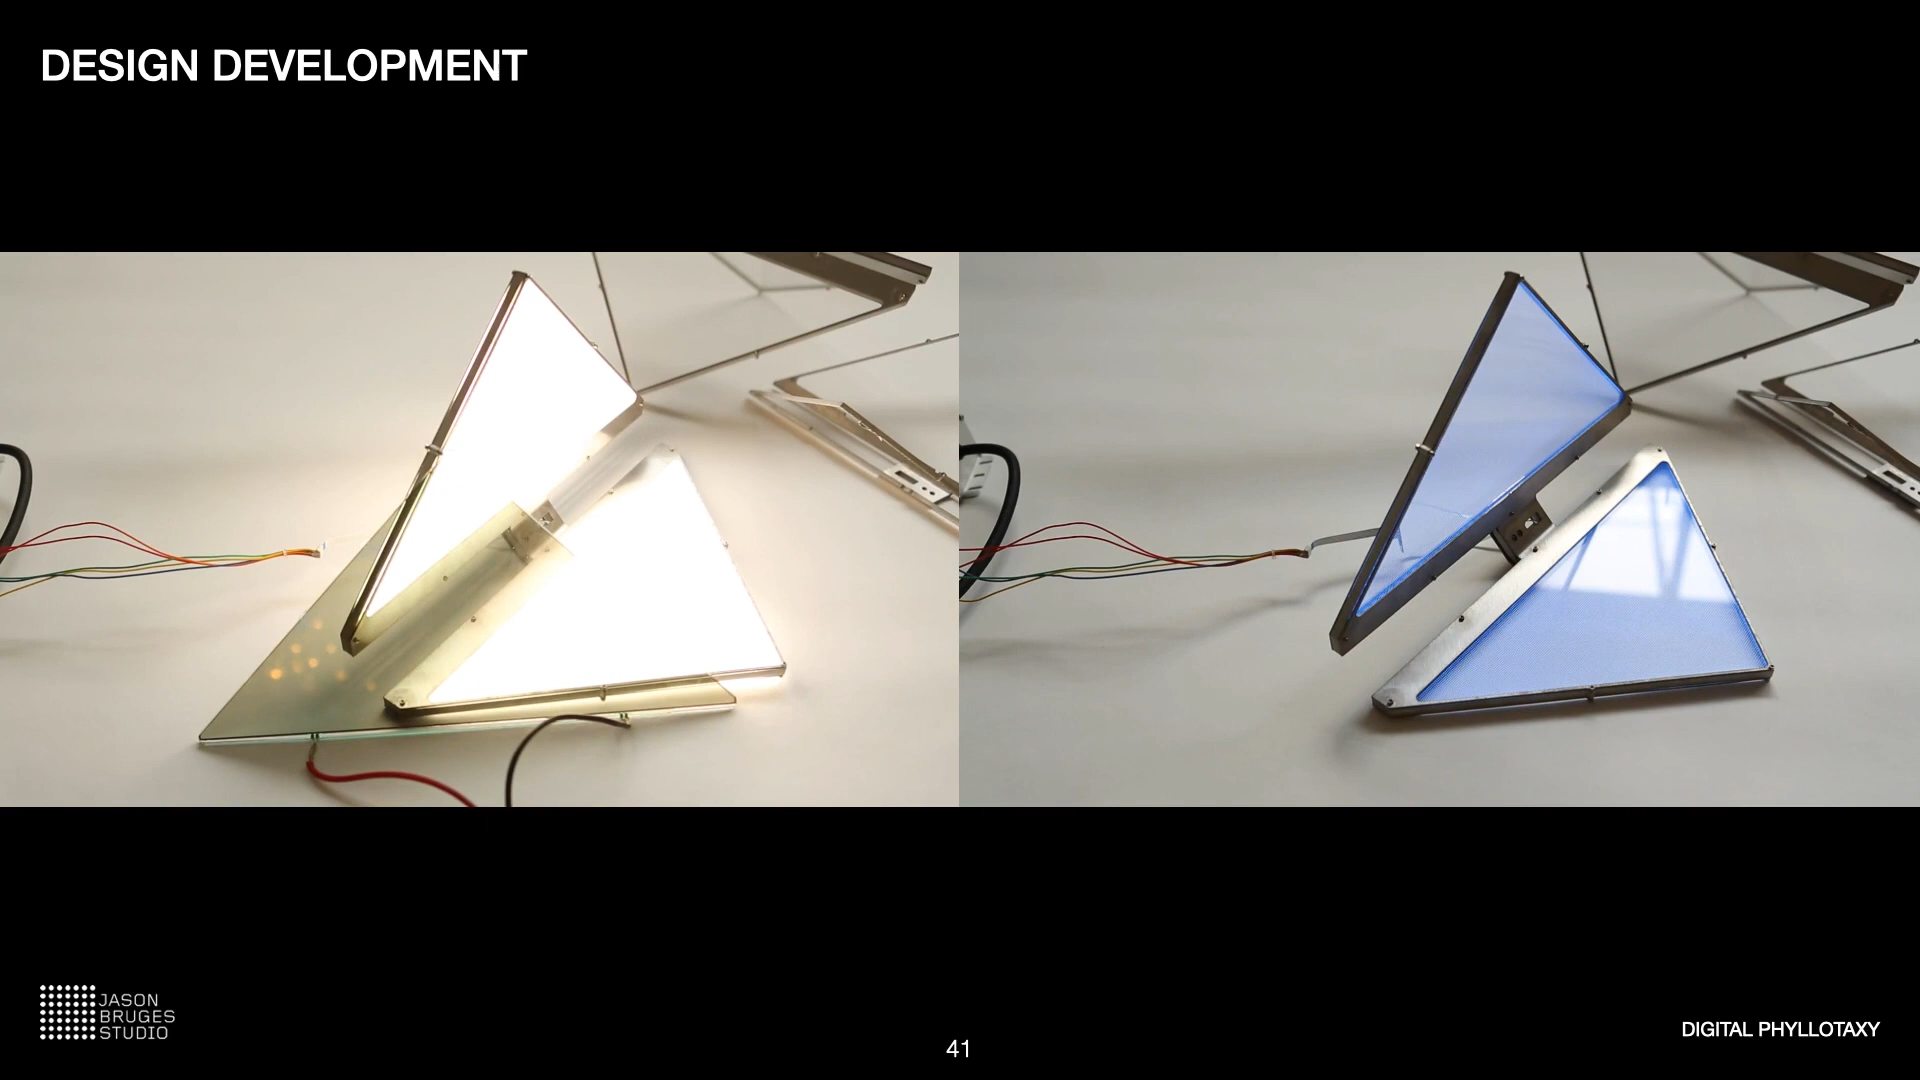 DESIGN DEVELOPMENT
JASON
BRUGES
STUDIO
41
DIGITAL PHYLLOTAXY